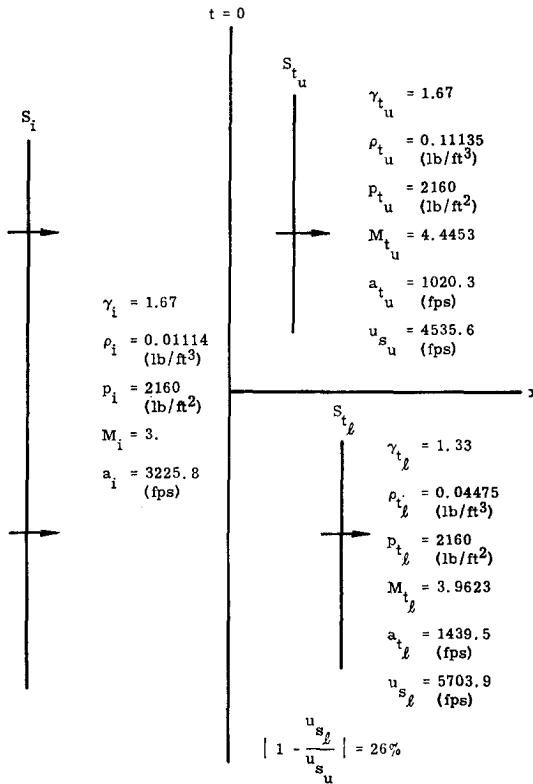 t = 0
S_i
S_{t_u}
γ_{t_u} = 1.67
ρ_{t_u} = 0.11135
(lb/ft³)
p_{t_u} = 2160
(lb/ft²)
M_{t_u} = 4.4453
a_{t_u} = 1020.3
(fps)
u_{s_u} = 4535.6
(fps)
γ_i = 1.67
ρ_i = 0.01114
(lb/ft³)
p_i = 2160
(lb/ft²)
M_i = 3.
a_i = 3225.8
(fps)
x
S_{t_ℓ}
γ_{t_ℓ} = 1.33
ρ_{t_ℓ} = 0.04475
(lb/ft³)
p_{t_ℓ} = 2160
(lb/ft²)
M_{t_ℓ} = 3.9623
a_{t_ℓ} = 1439.5
(fps)
u_{s_ℓ} = 5703.9
(fps)
| 1 - u_{s_ℓ}/u_{s_u} | = 26%